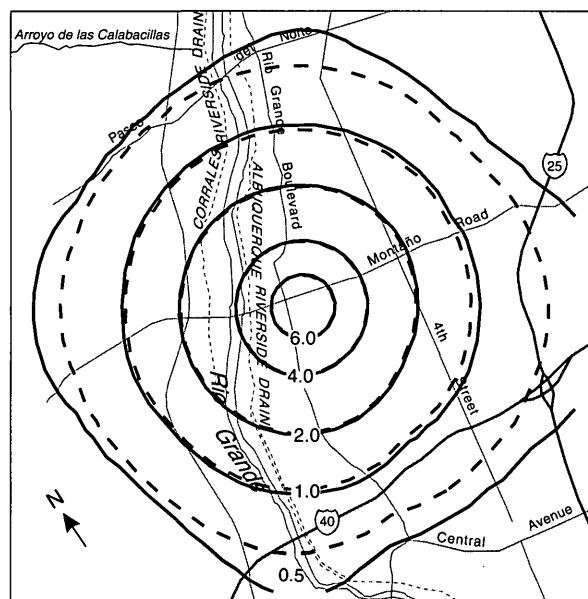 Arroyo de las Calabacillas
Paseo del Norte
CORRALES RIVERSIDE DRAIN
Rio Grande Boulevard
ALBUQUERQUE RIVERSIDE DRAIN
25
Montaño Road
6.0
4.0
4th Street
2.0
1.0
Rio Grande
N
40
Central Avenue
0.5